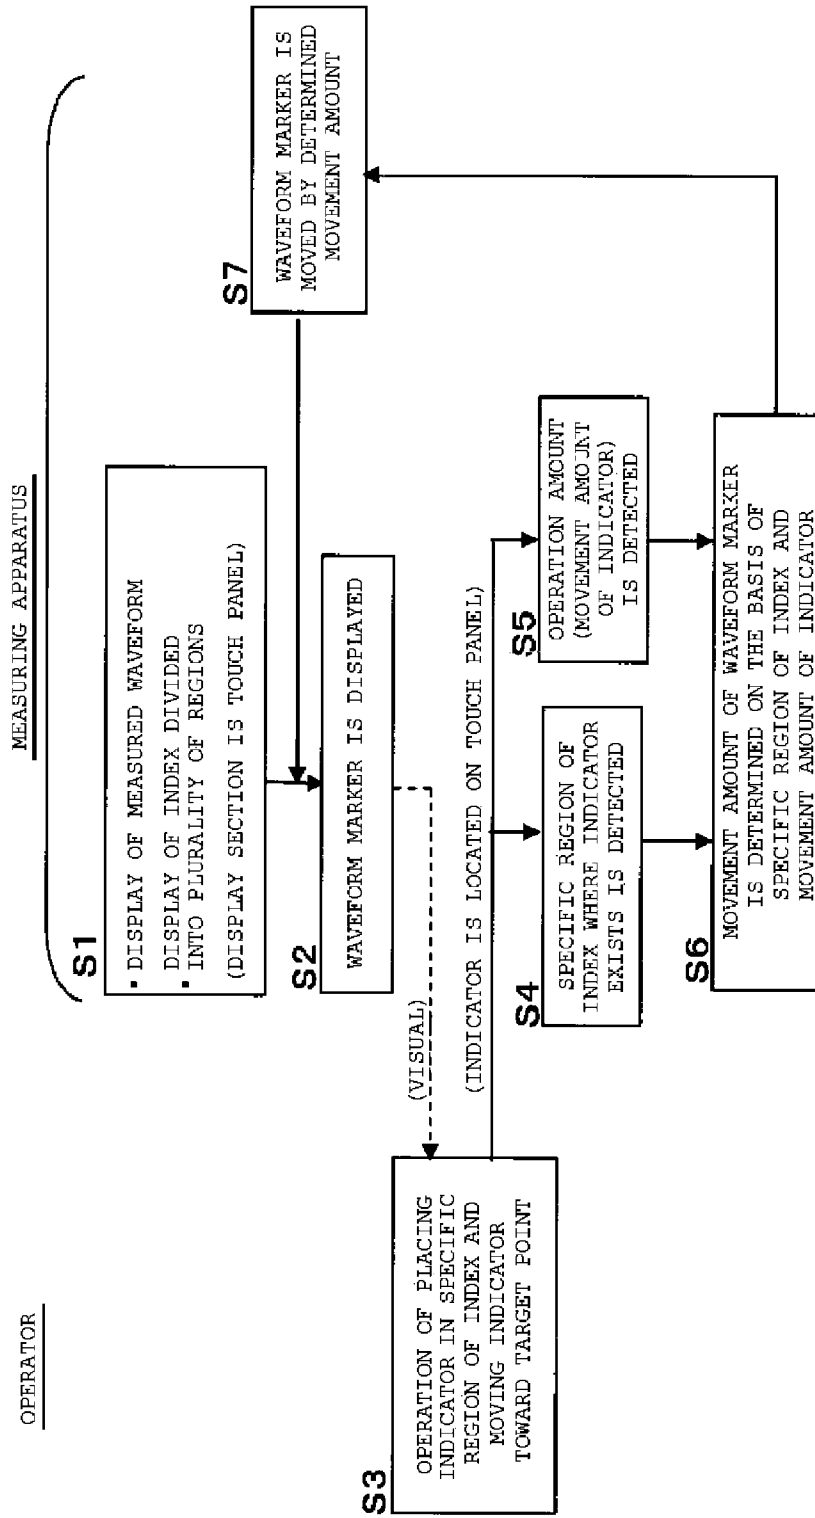 OPERATOR
MEASURING APPARATUS
S1
▪ DISPLAY OF MEASURED WAVEFORM
DISPLAY OF INDEX DIVIDED
▪ INTO PLURALITY OF REGIONS
(DISPLAY SECTION IS TOUCH PANEL)
S2
WAVEFORM MARKER IS DISPLAYED
(VISUAL)
S3
OPERATION OF PLACING
INDICATOR IN SPECIFIC
REGION OF INDEX AND
MOVING INDICATOR
TOWARD TARGET POINT
(INDICATOR IS LOCATED ON TOUCH PANEL)
S4
SPECIFIC REGION OF
INDEX WHERE INDICATOR
EXISTS IS DETECTED
S5
OPERATION AMOUNT
(MOVEMENT AMOUNT
OF INDICATOR)
IS DETECTED
S6
MOVEMENT AMOUNT OF WAVEFORM MARKER
IS DETERMINED ON THE BASIS OF
SPECIFIC REGION OF INDEX AND
MOVEMENT AMOUNT OF INDICATOR
S7
WAVEFORM MARKER IS
MOVED BY DETERMINED
MOVEMENT AMOUNT